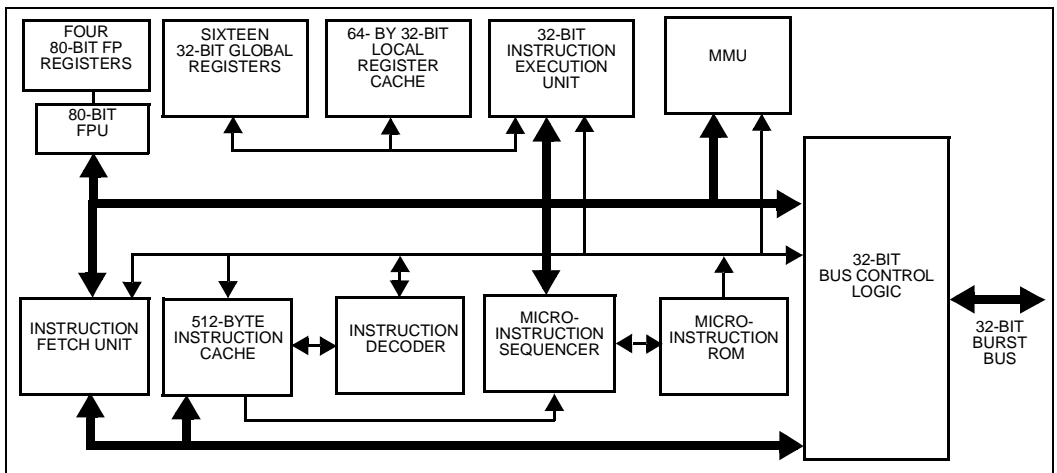 FOUR
80-BIT FP
REGISTERS
80-BIT
FPU
SIXTEEN
32-BIT GLOBAL
REGISTERS
64- BY 32-BIT
LOCAL
REGISTER
CACHE
32-BIT
INSTRUCTION
EXECUTION
UNIT
MMU
32-BIT
BUS CONTROL
LOGIC
32-BIT
BURST
BUS
INSTRUCTION
FETCH UNIT
512-BYTE
INSTRUCTION
CACHE
INSTRUCTION
DECODER
MICRO-
INSTRUCTION
SEQUENCER
MICRO-
INSTRUCTION
ROM